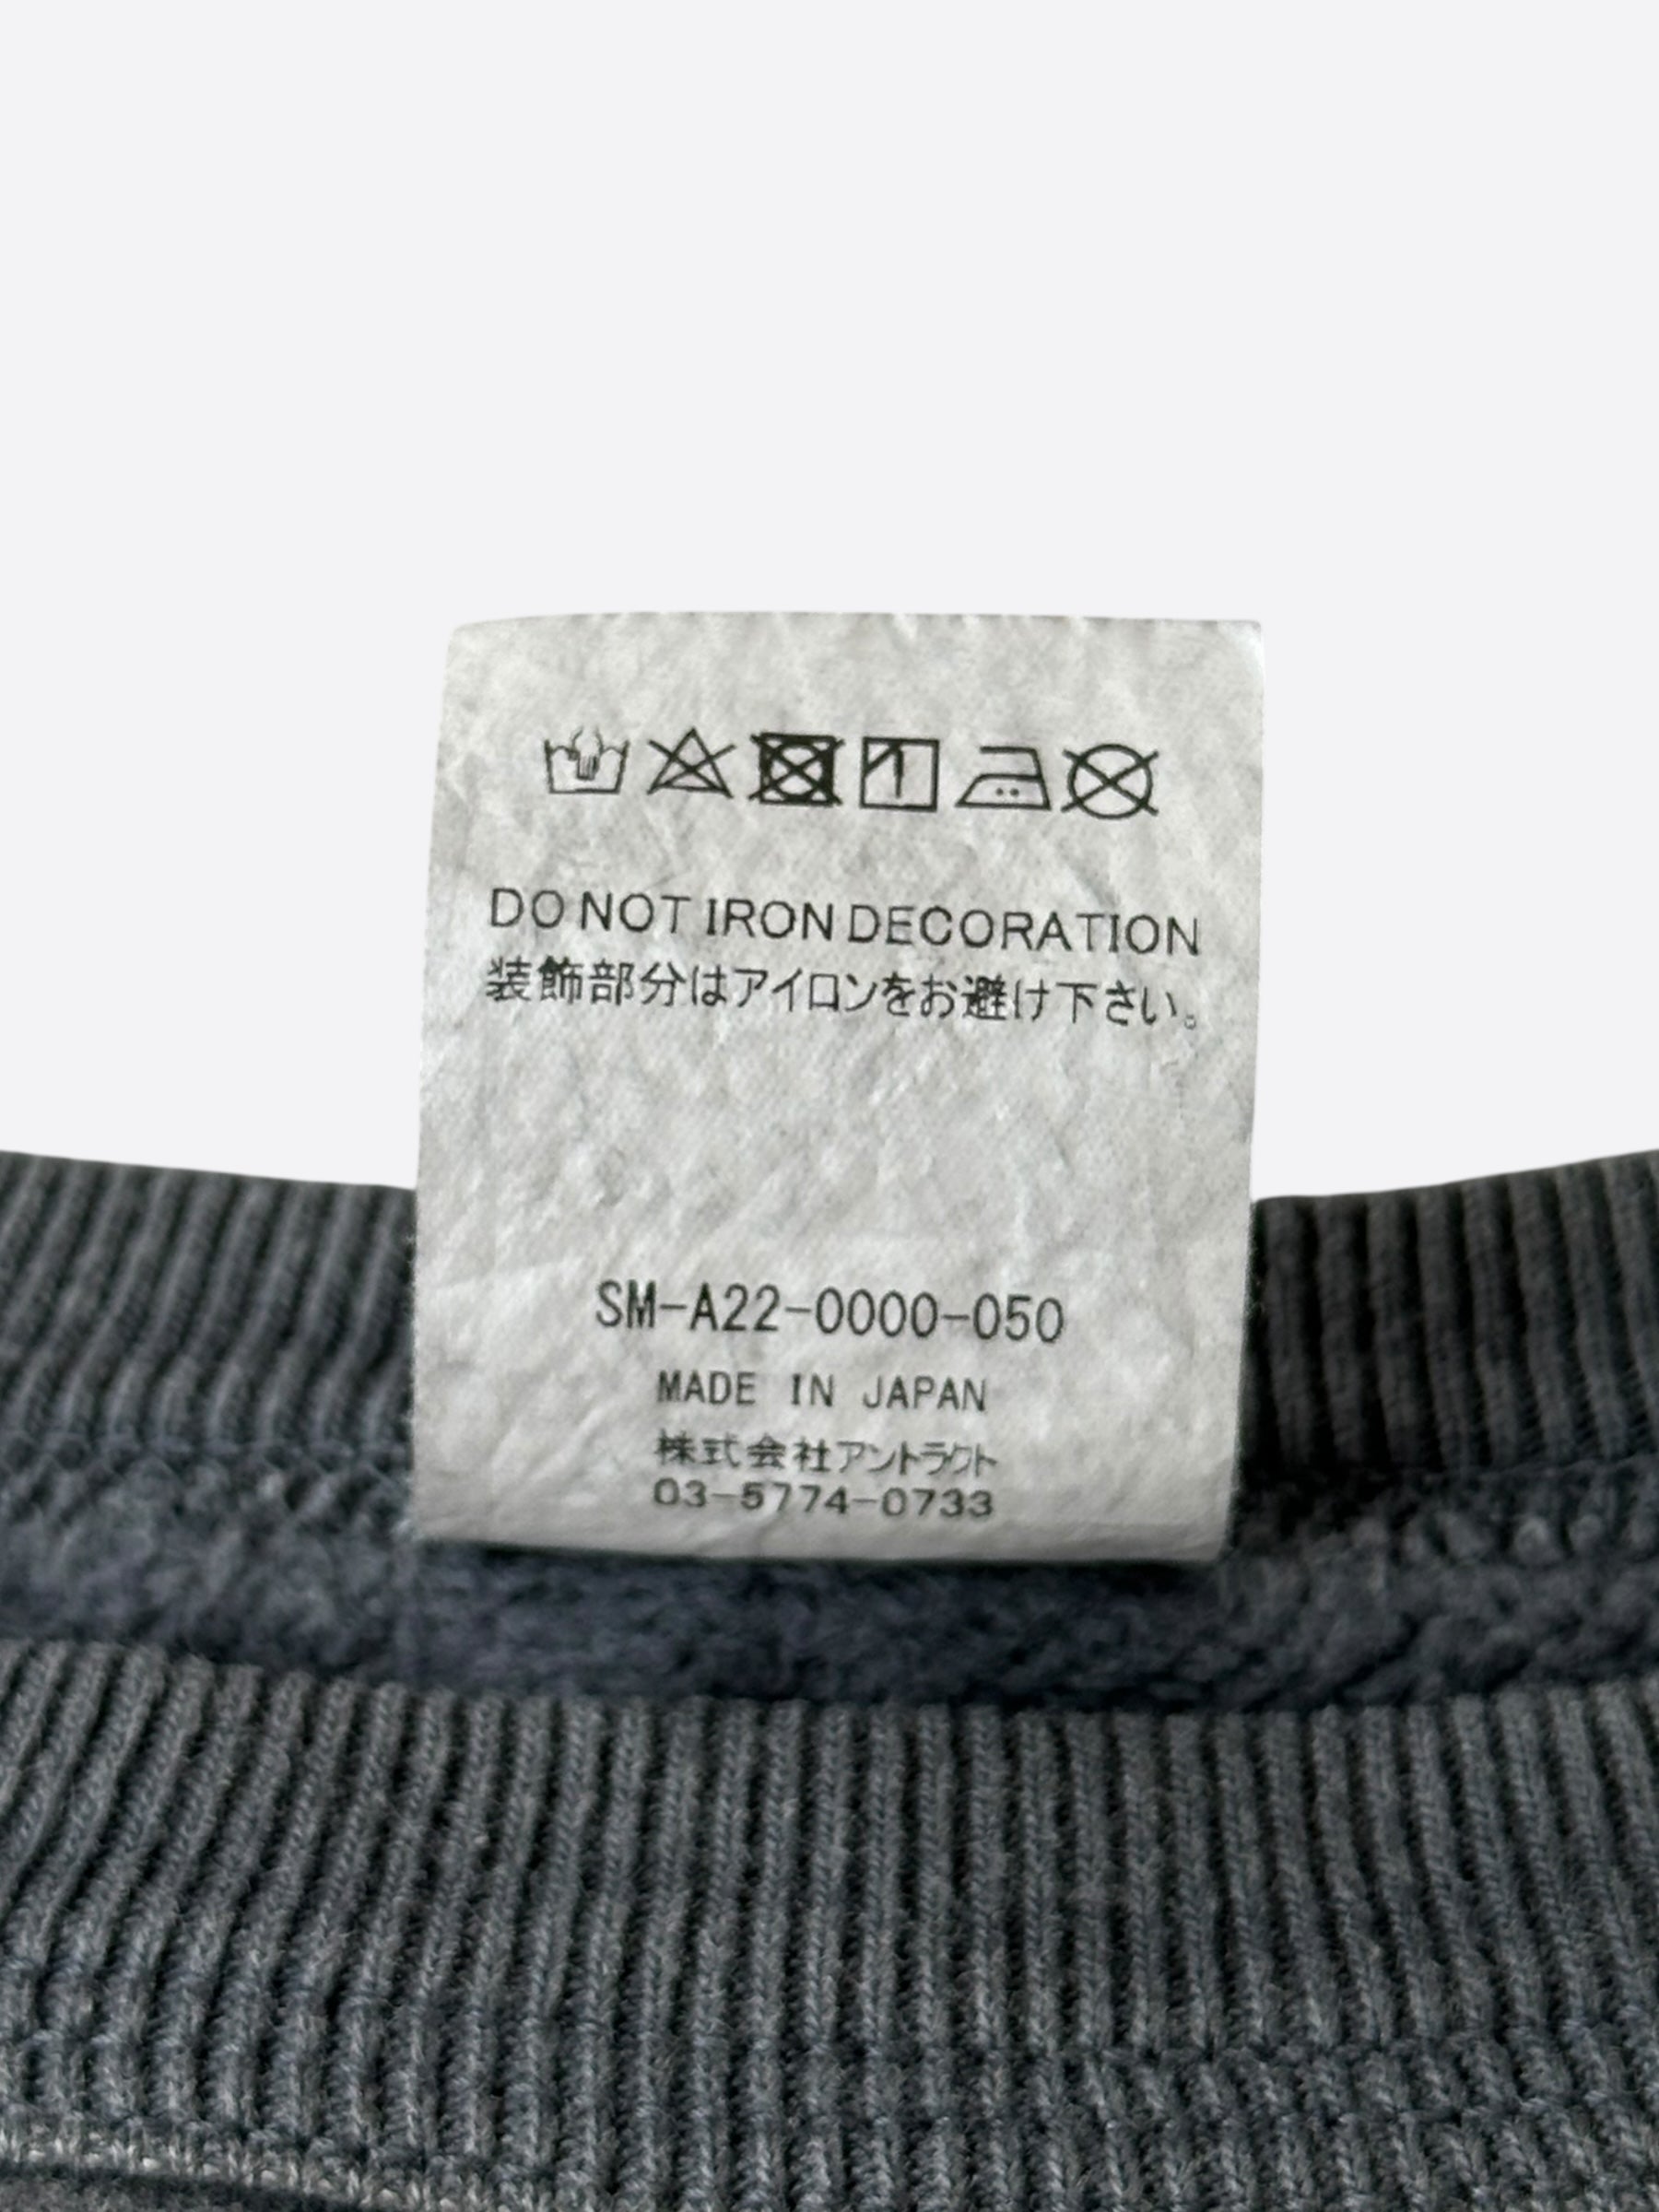 DO NOT IRON DECORATION
装飾部分はアイロンをお避け下さい。
SM-A22-0000-050
MADE IN JAPAN
株式会社アントラクト
03-5774-0733